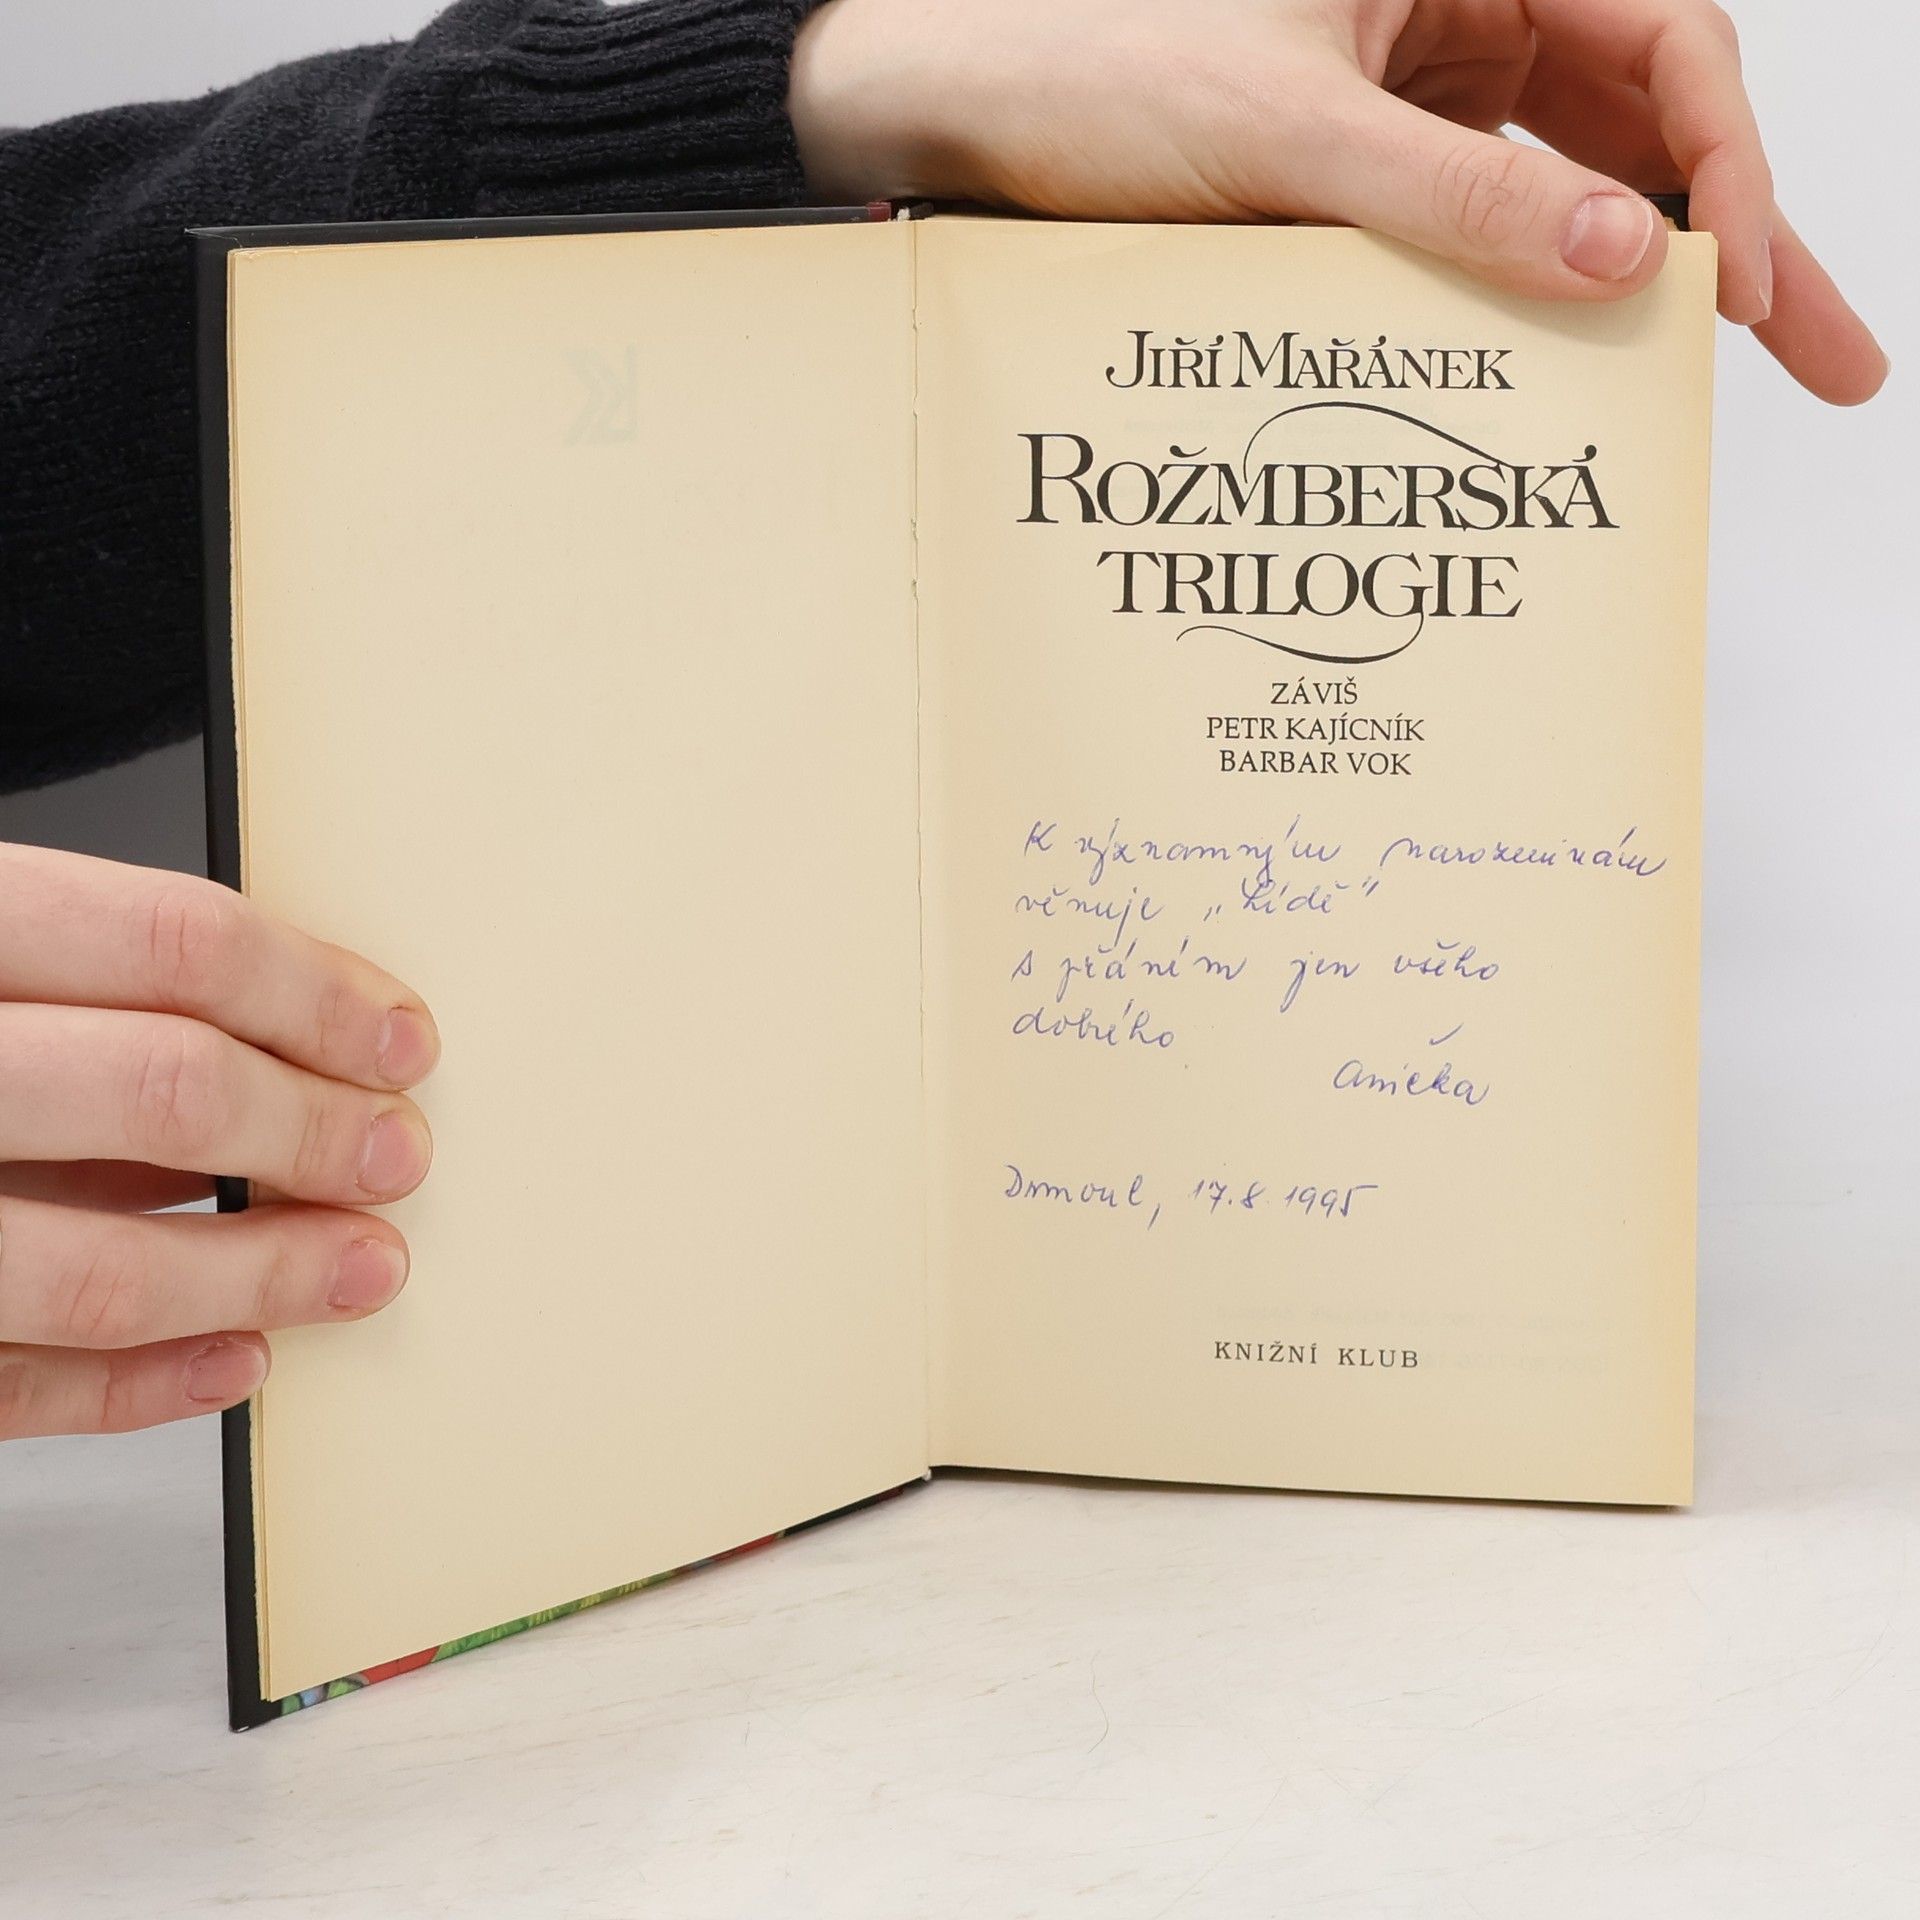 JIŘÍ MAŘÁNEK
ROŽMBERSKÁ
TRILOGIE
ZÁVIŠ
PETR KAJÍCNÍK
BARBAR VOK
K významným narozeninám
věnuje „Lídě“
s přáním jen všeho
dobrého
Anička
Drmoul, 17.8.1995
KNIŽNÍ KLUB